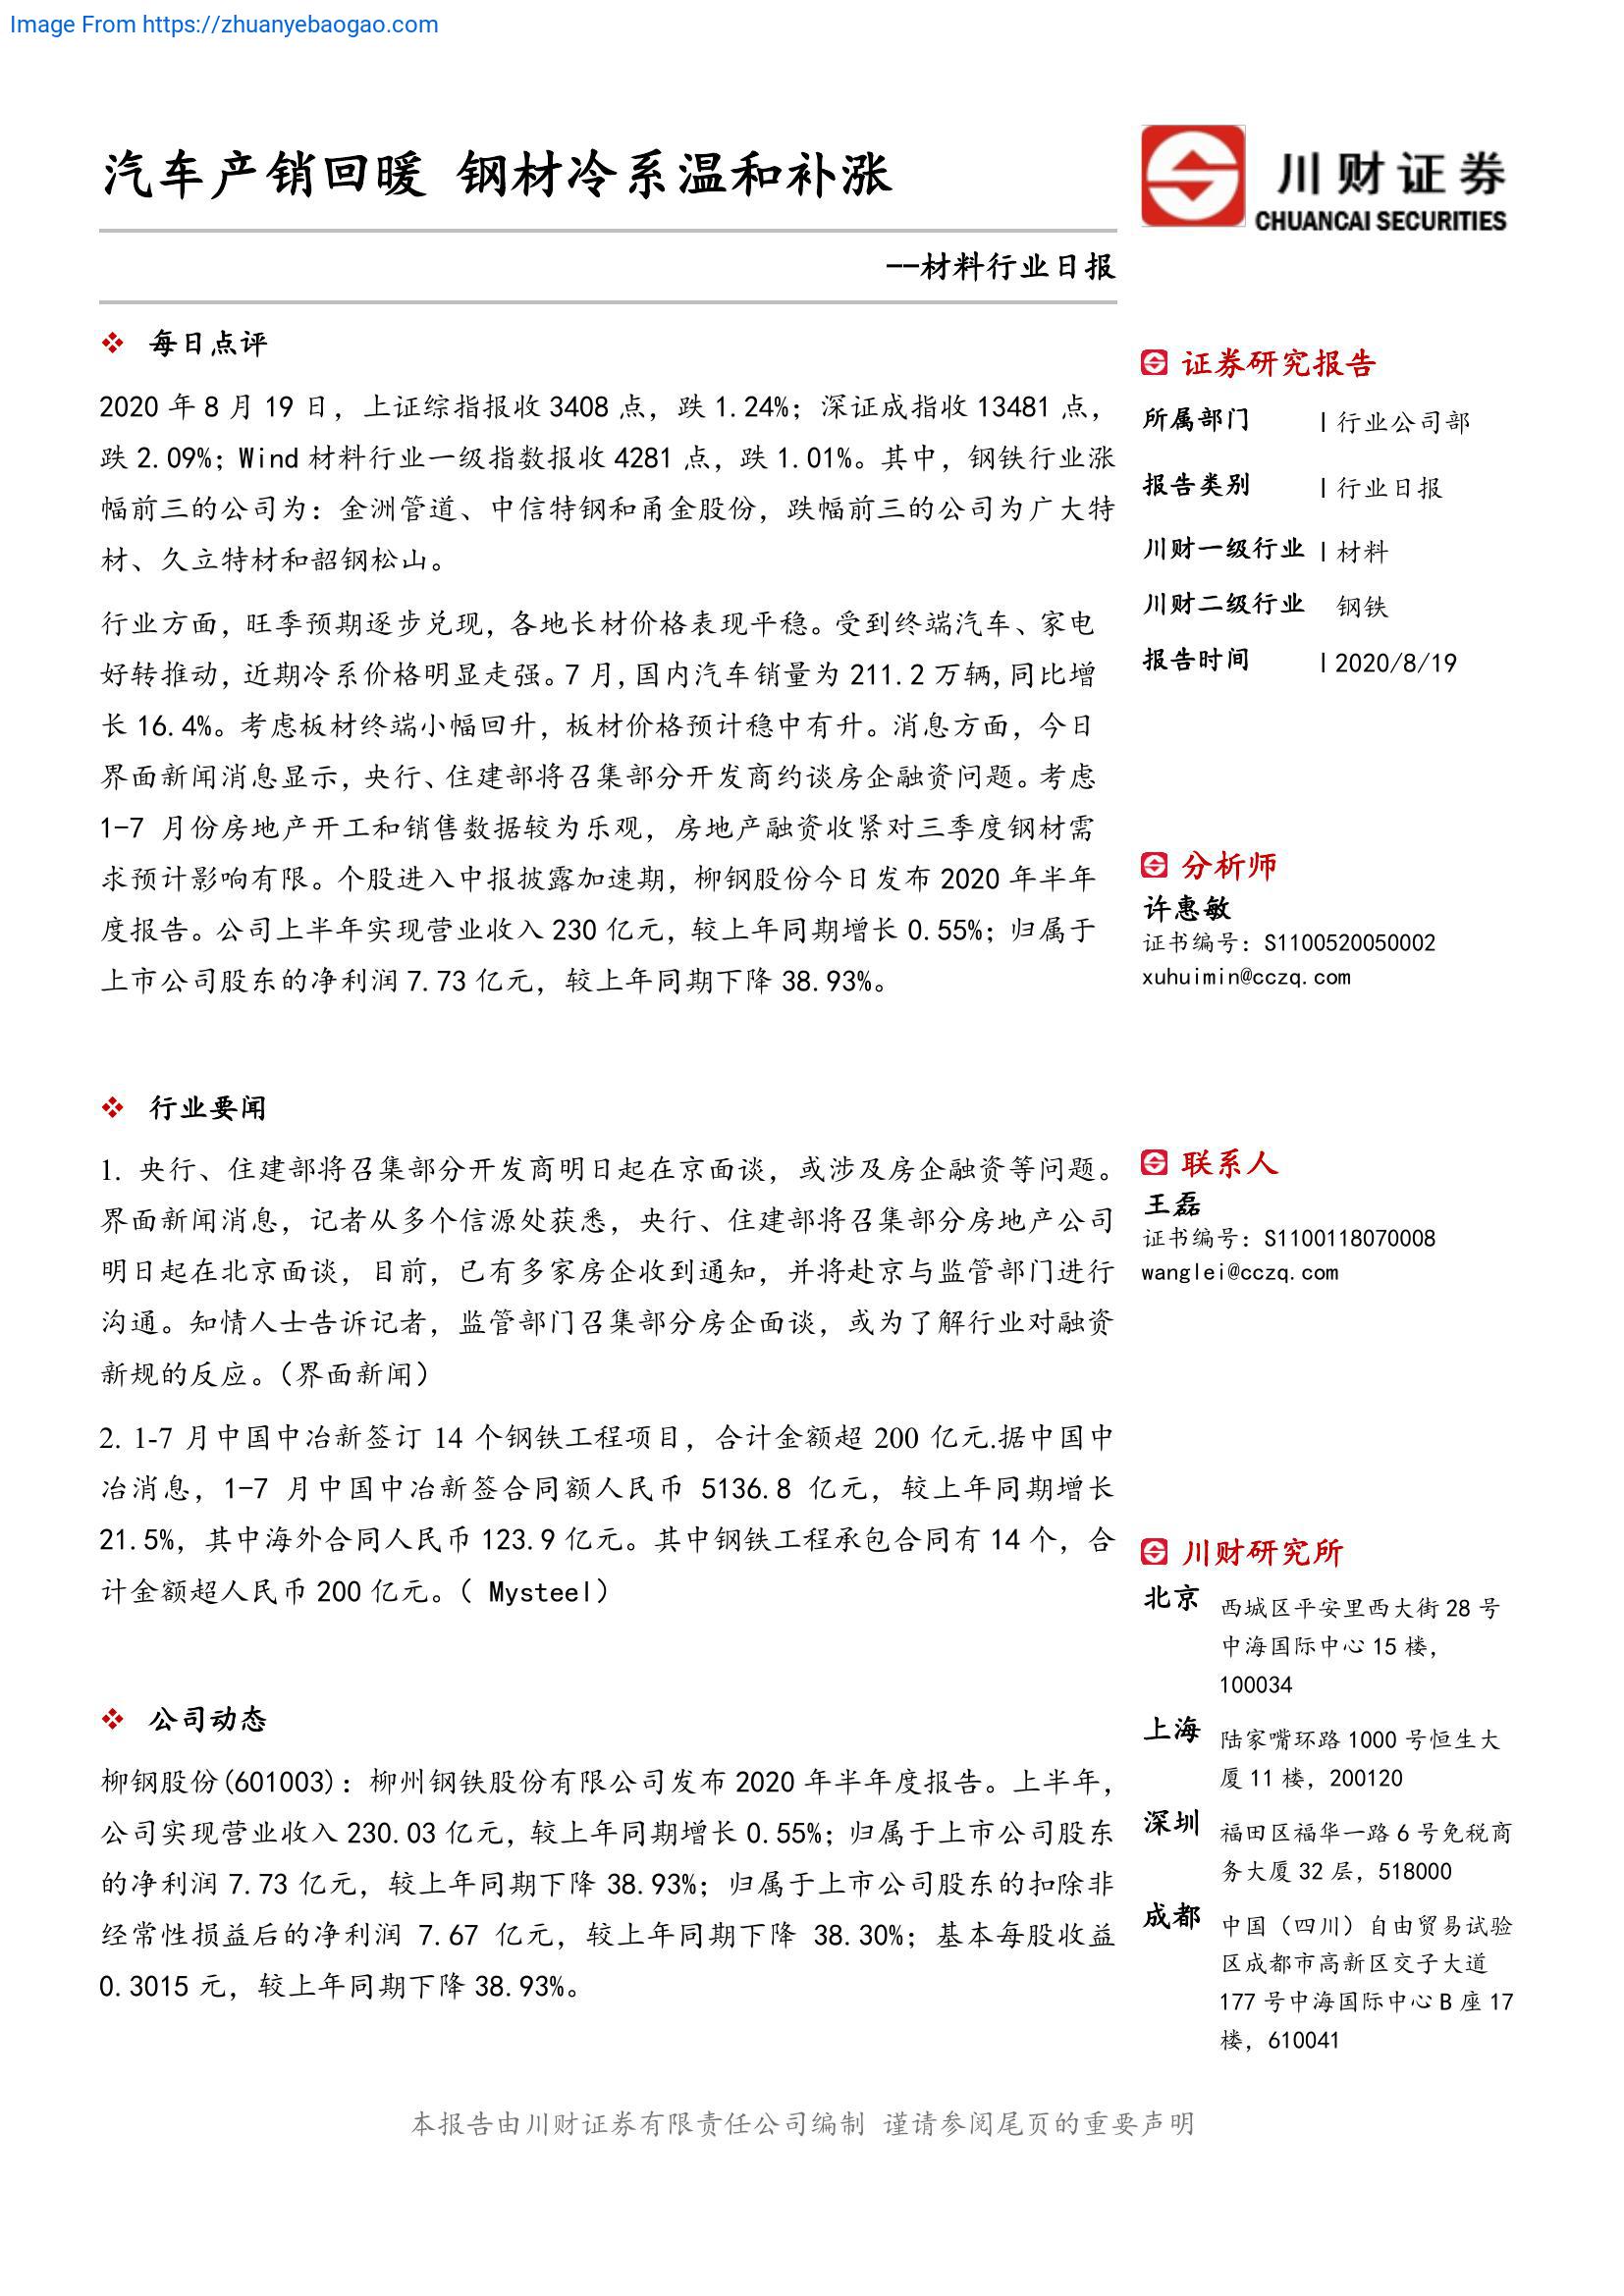 Image From https://zhuanyebaogao.com
汽车产销回暖 钢材冷系温和补涨
川财证券
CHUANCAI SECURITIES
--材料行业日报
每日点评
2020 年 8 月 19 日，上证综指报收 3408 点，跌 1.24%；深证成指收 13481 点，
跌 2.09%；Wind 材料行业一级指数报收 4281 点，跌 1.01%。其中，钢铁行业涨
幅前三的公司为：金洲管道、中信特钢和甬金股份，跌幅前三的公司为广大特
材、久立特材和韶钢松山。
行业方面，旺季预期逐步兑现，各地长材价格表现平稳。受到终端汽车、家电
好转推动，近期冷系价格明显走强。7 月，国内汽车销量为 211.2 万辆，同比增
长 16.4%。考虑板材终端小幅回升，板材价格预计稳中有升。消息方面，今日
界面新闻消息显示，央行、住建部将召集部分开发商约谈房企融资问题。考虑
1-7 月份房地产开工和销售数据较为乐观，房地产融资收紧对三季度钢材需
求预计影响有限。个股进入中报披露加速期，柳钢股份今日发布 2020 年半年
度报告。公司上半年实现营业收入 230 亿元，较上年同期增长 0.55%；归属于
上市公司股东的净利润 7.73 亿元，较上年同期下降 38.93%。
行业要闻
1. 央行、住建部将召集部分开发商明日起在京面谈，或涉及房企融资等问题。
界面新闻消息，记者从多个信源处获悉，央行、住建部将召集部分房地产公司
明日起在北京面谈，目前，已有多家房企收到通知，并将赴京与监管部门进行
沟通。知情人士告诉记者，监管部门召集部分房企面谈，或为了解行业对融资
新规的反应。（界面新闻）
2. 1-7 月中国中冶新签订 14 个钢铁工程项目，合计金额超 200 亿元.据中国中
冶消息，1-7 月中国中冶新签合同额人民币 5136.8 亿元，较上年同期增长
21.5%，其中海外合同人民币 123.9 亿元。其中钢铁工程承包合同有 14 个，合
计金额超人民币 200 亿元。（ Mysteel）
公司动态
柳钢股份(601003)：柳州钢铁股份有限公司发布 2020 年半年度报告。上半年，
公司实现营业收入 230.03 亿元，较上年同期增长 0.55%；归属于上市公司股东
的净利润 7.73 亿元，较上年同期下降 38.93%；归属于上市公司股东的扣除非
经常性损益后的净利润 7.67 亿元，较上年同期下降 38.30%；基本每股收益
0.3015 元，较上年同期下降 38.93%。
证券研究报告
所属部门 | 行业公司部
报告类别 | 行业日报
川财一级行业 | 材料
川财二级行业 钢铁
报告时间 | 2020/8/19
分析师
许惠敏
证书编号：S1100520050002
xuhuimin@cczq.com
联系人
王磊
证书编号：S1100118070008
wanglei@cczq.com
川财研究所
北京 西城区平安里西大街 28 号
中海国际中心 15 楼，
100034
上海 陆家嘴环路 1000 号恒生大
厦 11 楼，200120
深圳 福田区福华一路 6 号免税商
务大厦 32 层，518000
成都 中国（四川）自由贸易试验
区成都市高新区交子大道
177 号中海国际中心 B 座 17
楼，610041
本报告由川财证券有限责任公司编制 谨请参阅尾页的重要声明